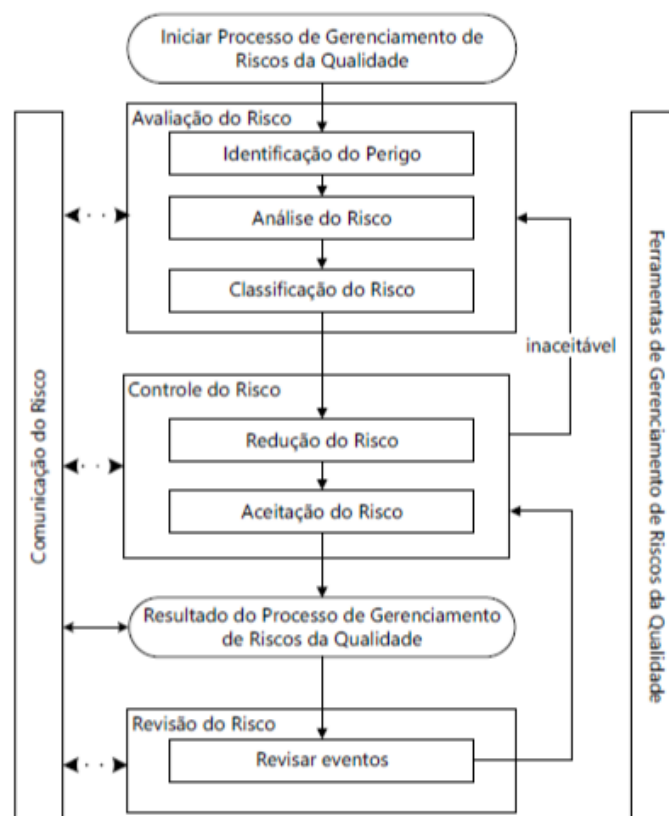 Iniciar Processo de Gerenciamento de
Riscos da Qualidade
Avaliação do Risco
Identificação do Perigo
Análise do Risco
Classificação do Risco
inaceitável
Controle do Risco
Redução do Risco
Aceitação do Risco
Resultado do Processo de Gerenciamento
de Riscos da Qualidade
Revisão do Risco
Revisar eventos
Comunicação do Risco
Ferramentas de Gerenciamento de Riscos da Qualidade